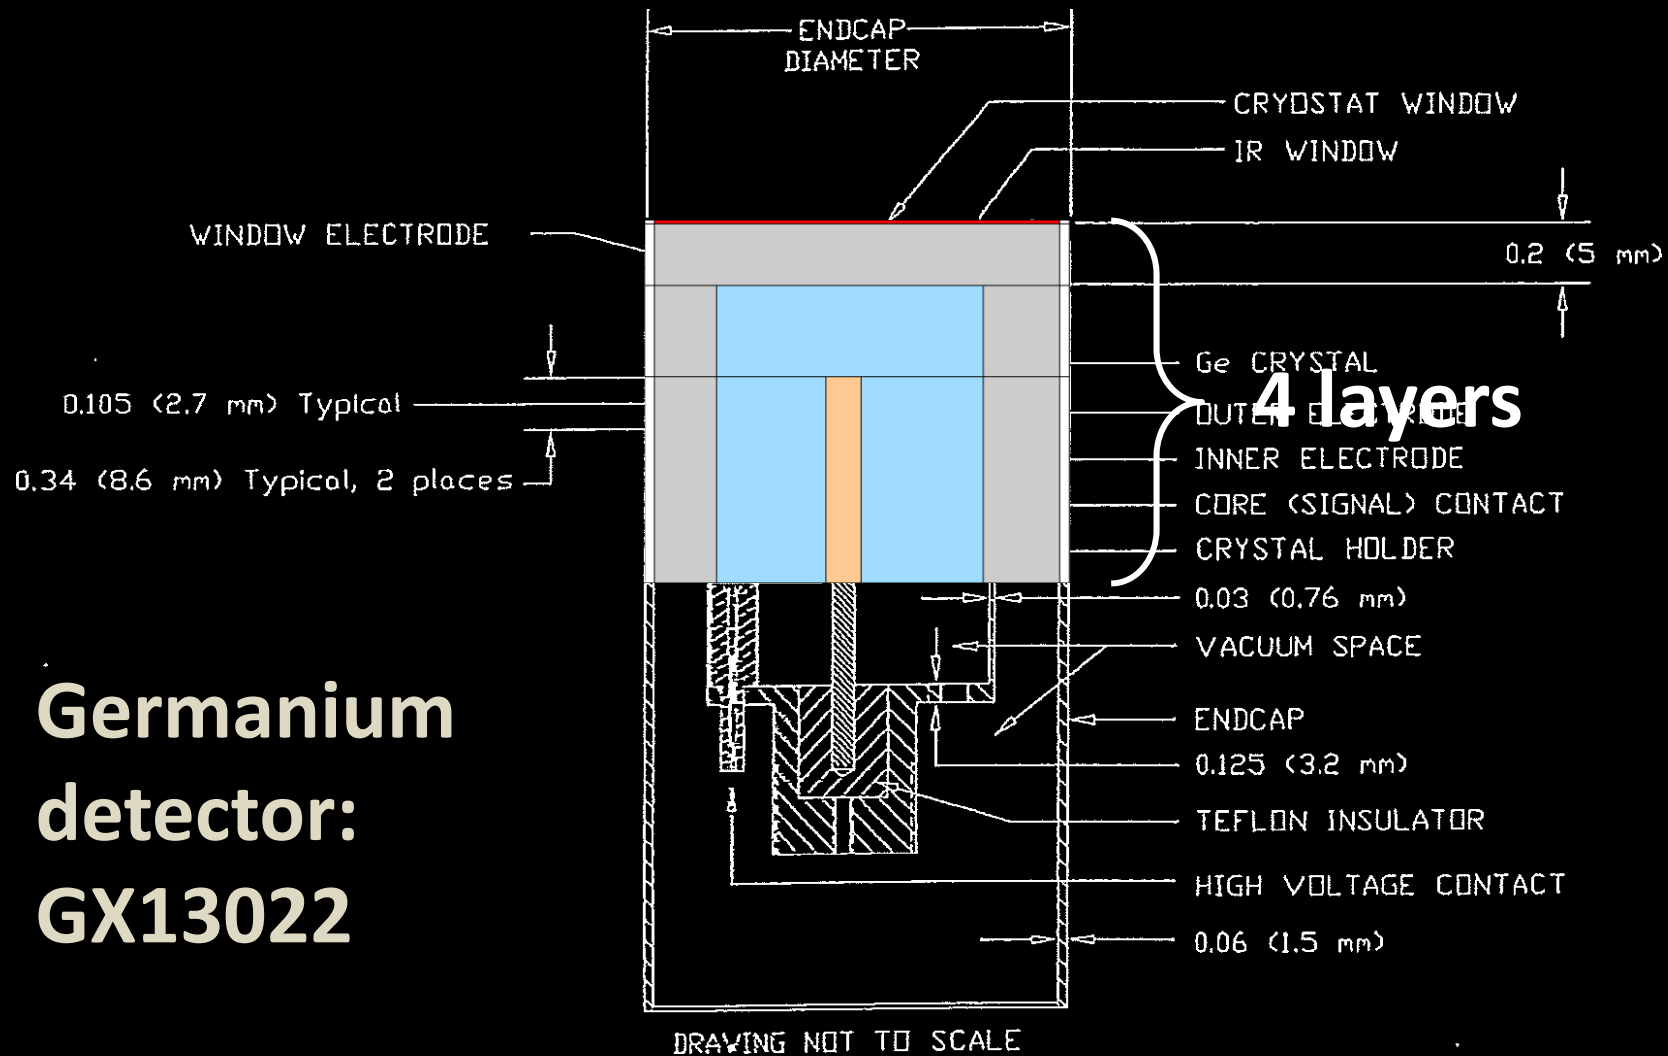 ENDCAP
DIAMETER
CRYOSTAT WINDOW
IR WINDOW
WINDOW ELECTRODE
0.2 (5 mm)
Ge CRYSTAL
4 layers
0.105 (2.7 mm) Typical
OUTER ELECTRODE
INNER ELECTRODE
0.34 (8.6 mm) Typical, 2 places
CORE (SIGNAL) CONTACT
CRYSTAL HOLDER
0.03 (0.76 mm)
VACUUM SPACE
Germanium
detector:
GX13022
ENDCAP
0.125 (3.2 mm)
TEFLON INSULATOR
HIGH VOLTAGE CONTACT
0.06 (1.5 mm)
DRAWING NOT TO SCALE